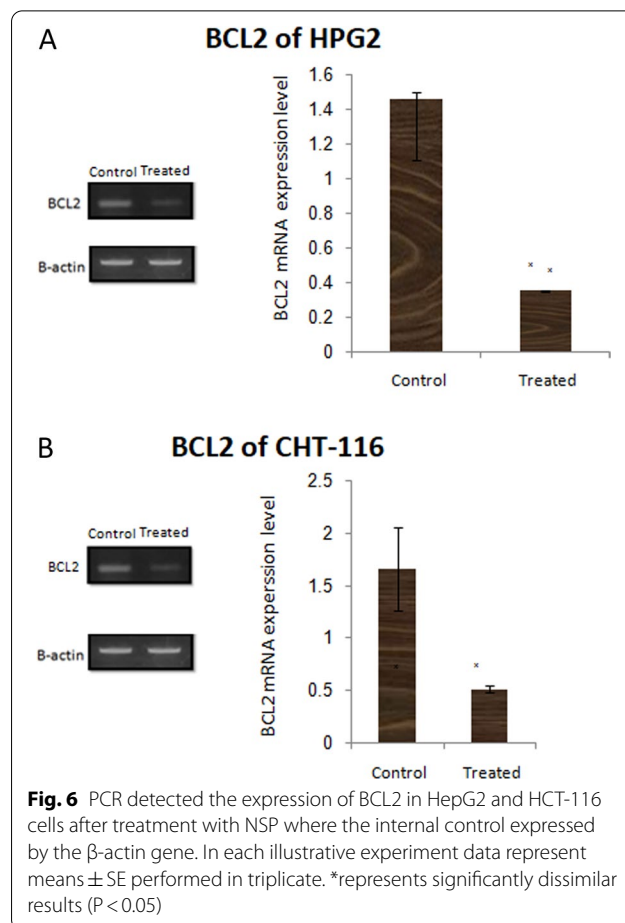 A
BCL2 of HPG2
Control Treated
BCL2
B-actin
BCL2 mRNA expression level
1.6
1.4
1.2
1
0.8
0.6
0.4
0.2
0
* *
Control Treated
B
BCL2 of CHT-116
Control Treated
BCL2
B-actin
BCL2 mRNA experssion level
2.5
2
1.5
1
0.5
0
* *
Control Treated
Fig. 6 PCR detected the expression of BCL2 in HepG2 and HCT-116
cells after treatment with NSP where the internal control expressed
by the β-actin gene. In each illustrative experiment data represent
means ± SE performed in triplicate. *represents significantly dissimilar
results (P < 0.05)